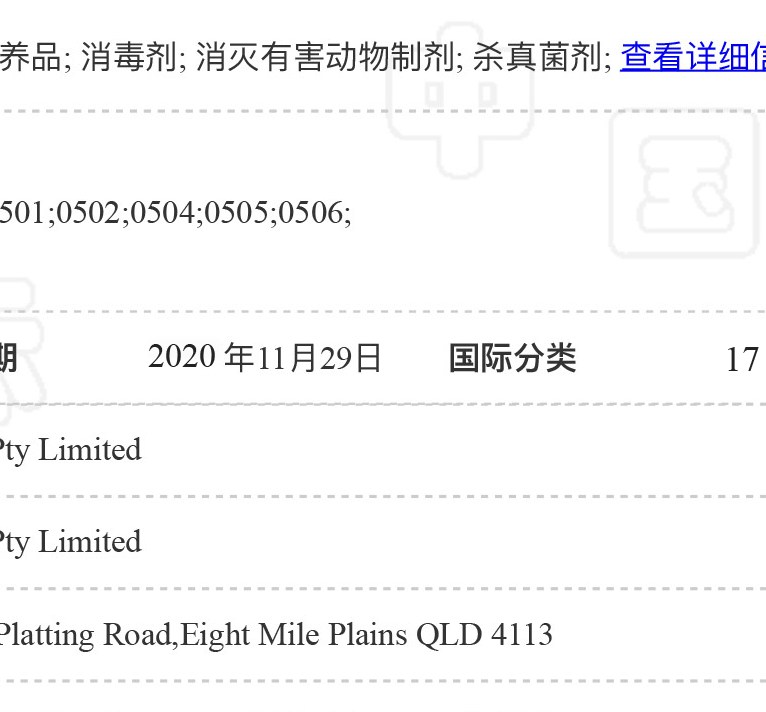 养品; 消毒剂; 消灭有害动物制剂; 杀真菌剂; 查看详细信
501;0502;0504;0505;0506;
期 2020 年11月29日 国际分类 17
Pty Limited
Pty Limited
Platting Road,Eight Mile Plains QLD 4113